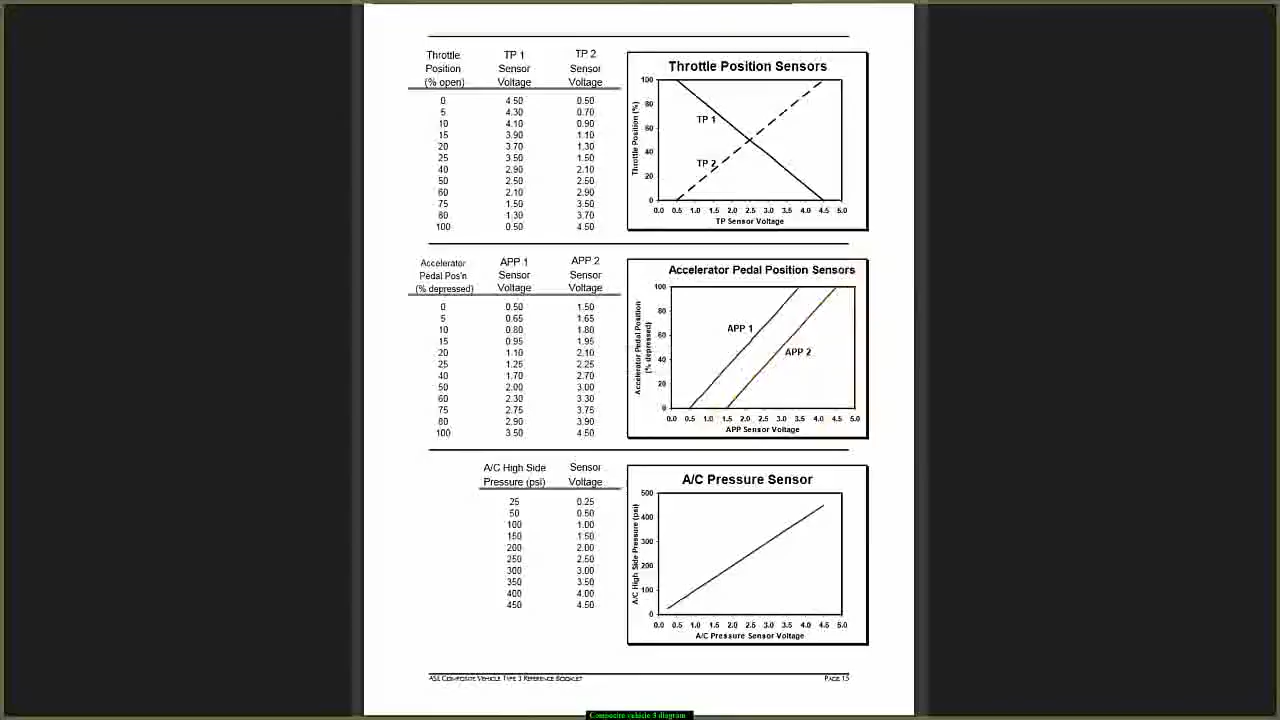 Throttle TP 1 TP 2
Position Sensor Sensor
(% open) Voltage Voltage
0 4.50 0.50
5 4.30 0.70
10 4.10 0.90
15 3.90 1.10
20 3.70 1.30
25 3.50 1.50
40 2.90 2.10
50 2.50 2.50
60 2.10 2.90
75 1.50 3.50
80 1.30 3.70
100 0.50 4.50
Throttle Position Sensors
Throttle Position (%)
100
80
60
40
20
0
TP 1
TP 2
0.0 0.5 1.0 1.5 2.0 2.5 3.0 3.5 4.0 4.5 5.0
TP Sensor Voltage
Accelerator APP 1 APP 2
Pedal Pos'n Sensor Sensor
(% depressed) Voltage Voltage
0 0.50 1.50
5 0.65 1.65
10 0.80 1.80
15 0.95 1.95
20 1.10 2.10
25 1.25 2.25
40 1.70 2.70
50 2.00 3.00
60 2.30 3.30
75 2.75 3.75
80 2.90 3.90
100 3.50 4.50
Accelerator Pedal Position Sensors
Accelerator Pedal Position
(% depressed)
100
80
60
40
20
0
APP 1
APP 2
0.0 0.5 1.0 1.5 2.0 2.5 3.0 3.5 4.0 4.5 5.0
APP Sensor Voltage
A/C High Side Sensor
Pressure (psi) Voltage
25 0.25
50 0.50
100 1.00
150 1.50
200 2.00
250 2.50
300 3.00
350 3.50
400 4.00
450 4.50
A/C Pressure Sensor
A/C High Side Pressure (psi)
500
400
300
200
100
0
0.0 0.5 1.0 1.5 2.0 2.5 3.0 3.5 4.0 4.5 5.0
A/C Pressure Sensor Voltage
ASE COMPOSITE VEHICLE TYPE 3 REFERENCE BOOKLET PAGE 15
Composite vehicle 3 diagram